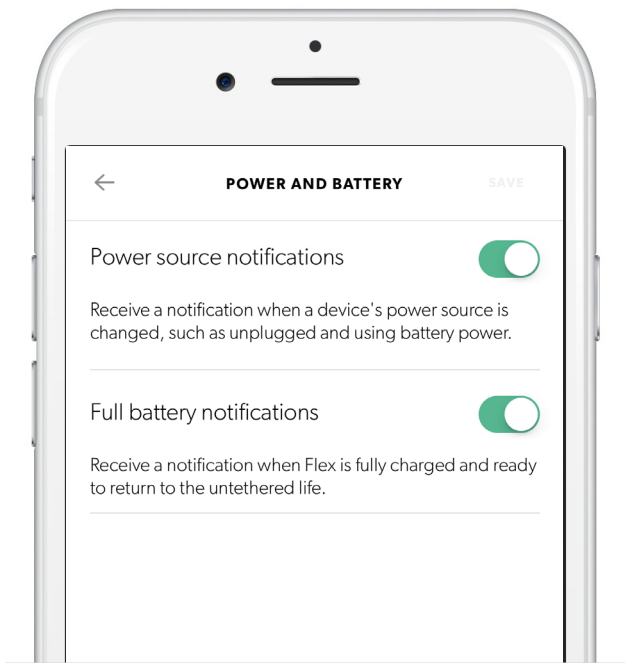 POWER AND BATTERY SAVE
Power source notifications
Receive a notification when a device's power source is
changed, such as unplugged and using battery power.
Full battery notifications
Receive a notification when Flex is fully charged and ready
to return to the untethered life.